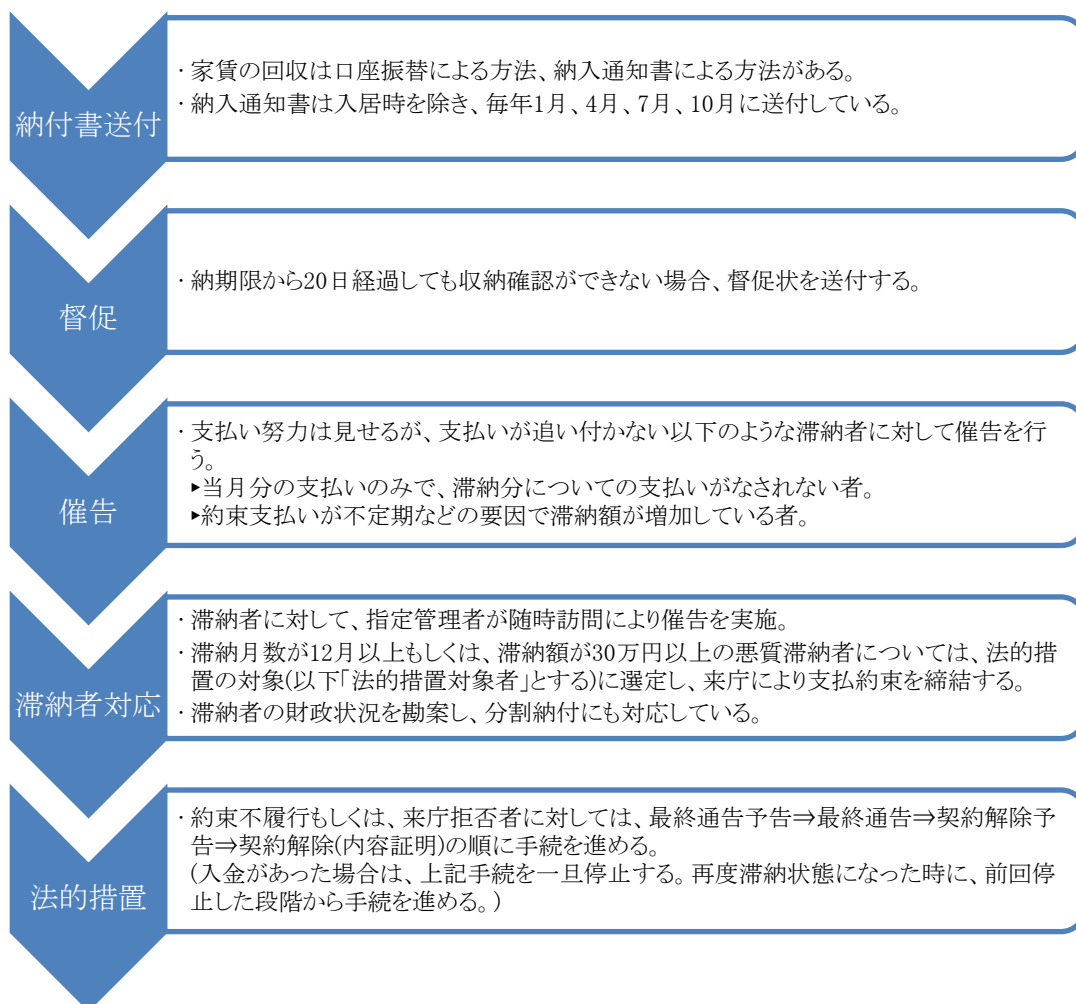 納付書送付
・家賃の回収は口座振替による方法、納入通知書による方法がある。
・納入通知書は入居時を除き、毎年1月、4月、7月、10月に送付している。
督促
・納期限から20日経過しても収納確認ができない場合、督促状を送付する。
催告
・支払い努力は見せるが、支払いが追い付かない以下のような滞納者に対して催告を行
う。
▶当月分の支払いのみで、滞納分についての支払いがなされない者。
▶約束支払いが不定期などの要因で滞納額が増加している者。
滞納者対応
・滞納者に対して、指定管理者が随時訪問により催告を実施。
・滞納月数が12月以上もしくは、滞納額が30万円以上の悪質滞納者については、法的措
置の対象(以下「法的措置対象者」とする)に選定し、来庁により支払約束を締結する。
・滞納者の財政状況を勘案し、分割納付にも対応している。
法的措置
・約束不履行もしくは、来庁拒否者に対しては、最終通告予告⇒最終通告⇒契約解除予
告⇒契約解除(内容証明)の順に手続を進める。
(入金があった場合は、上記手続を一旦停止する。再度滞納状態になった時に、前回停
止した段階から手続を進める。)